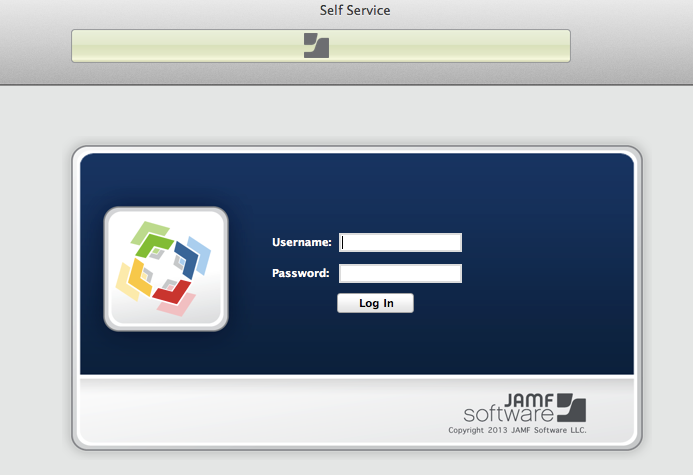 Self Service
Username:
Password:
Log In
JAMF
software
Copyright 2013 JAMF Software LLC.